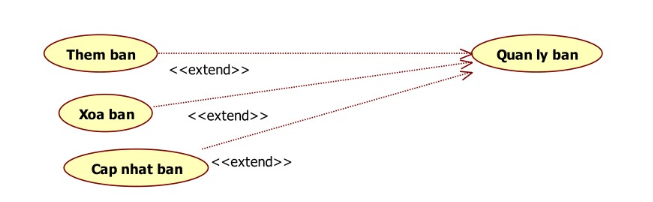 Them ban
Quan ly ban
<<extend>>
Xoa ban
<<extend>>
Cap nhat ban
<<extend>>